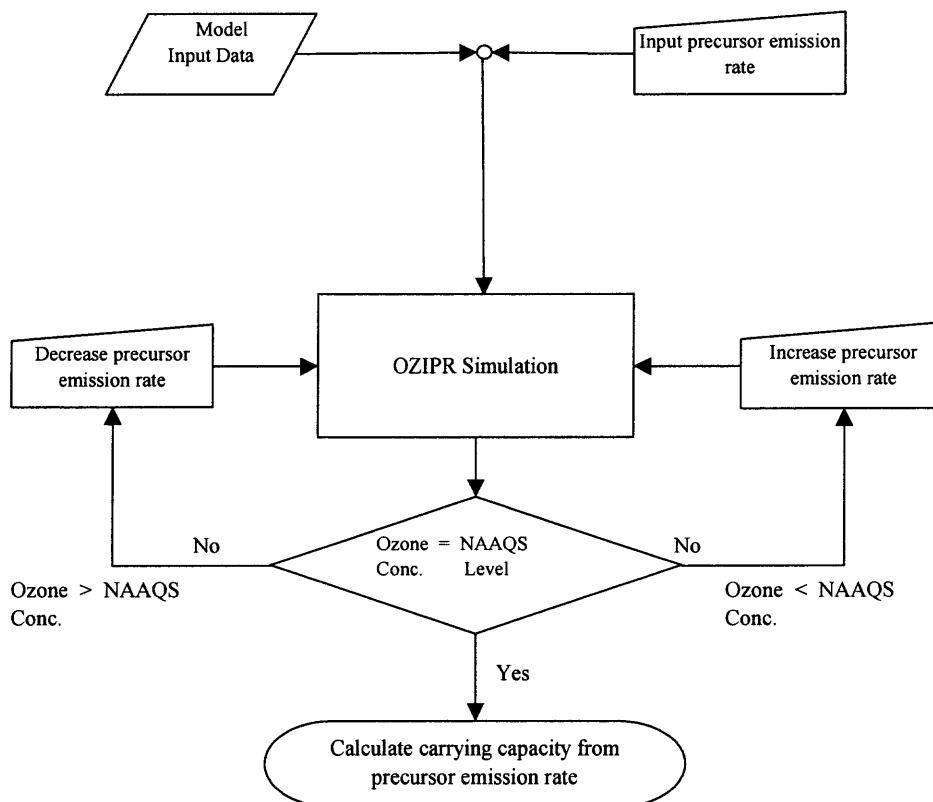 Model
Input Data
Input precursor emission
rate
Decrease precursor
emission rate
OZIPR Simulation
Increase precursor
emission rate
No
Ozone = NAAQS
Conc. Level
No
Ozone > NAAQS
Conc.
Ozone < NAAQS
Conc.
Yes
Calculate carrying capacity from
precursor emission rate